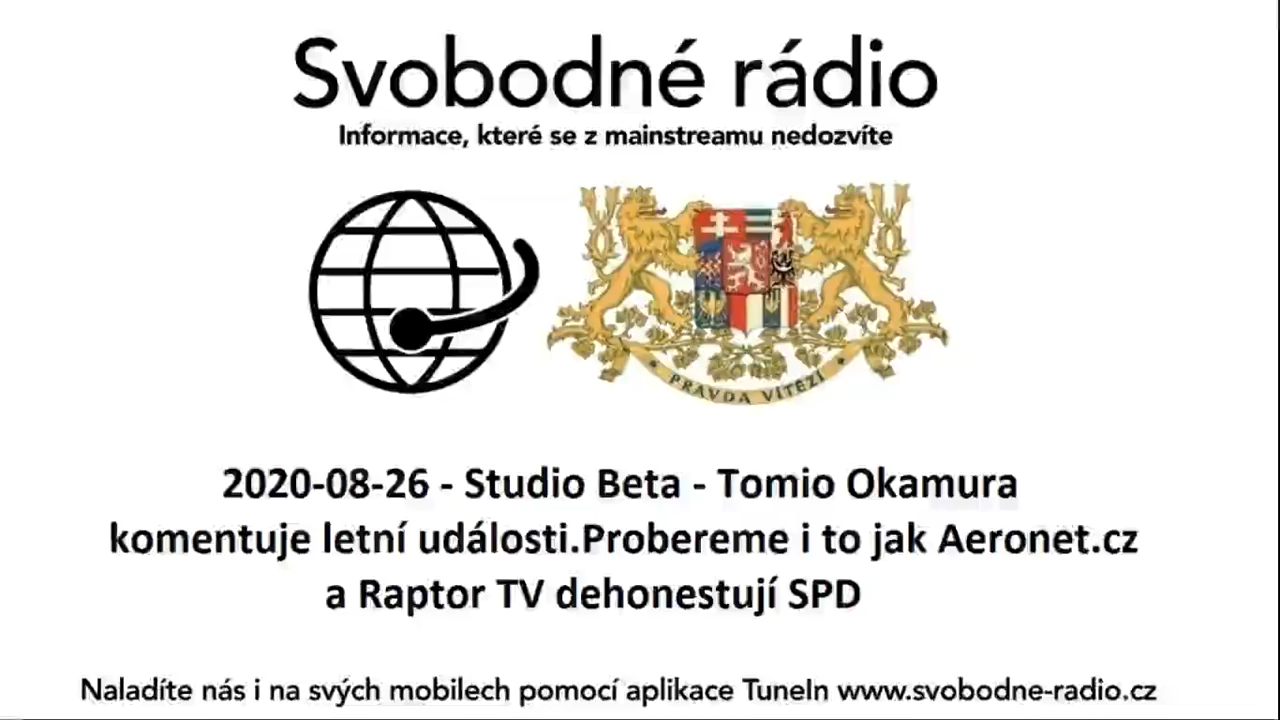 Svobodné rádio
Informace, které se z mainstreamu nedozvíte
PRAVDA VÍTĚZÍ
2020-08-26 - Studio Beta - Tomio Okamura
komentuje letní události.Probereme i to jak Aeronet.cz
a Raptor TV dehonestují SPD
Naladíte nás i na svých mobilech pomocí aplikace TuneIn www.svobodne-radio.cz